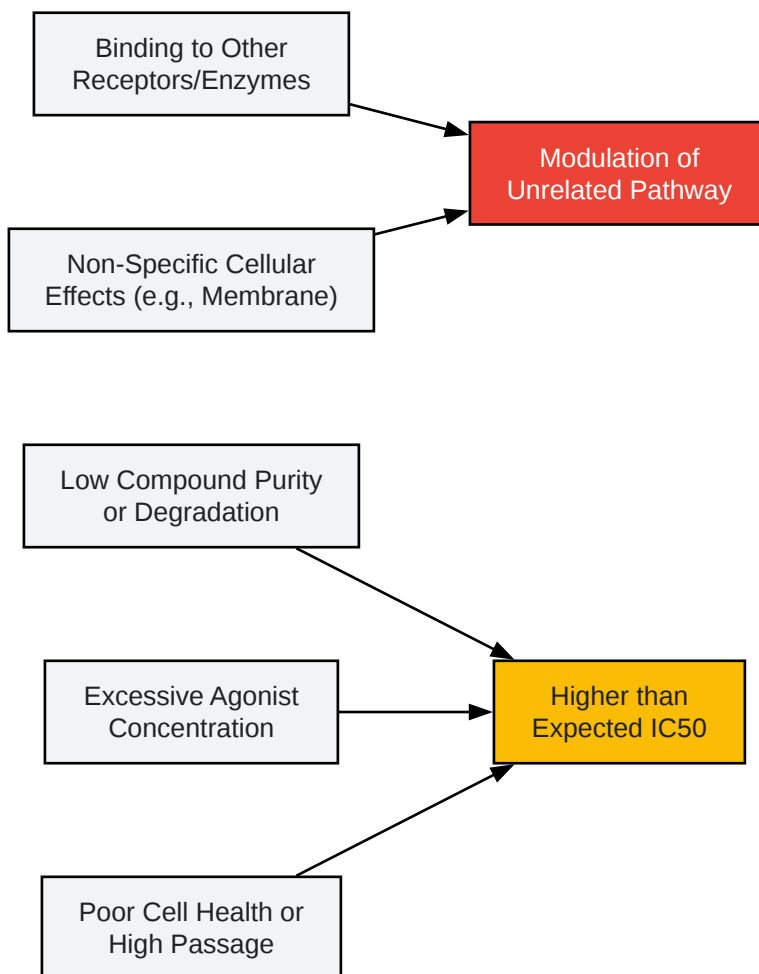 Binding to Other
Receptors/Enzymes
Modulation of
Unrelated Pathway
Non-Specific Cellular
Effects (e.g., Membrane)
Low Compound Purity
or Degradation
Excessive Agonist
Concentration
Higher than
Expected IC50
Poor Cell Health or
High Passage